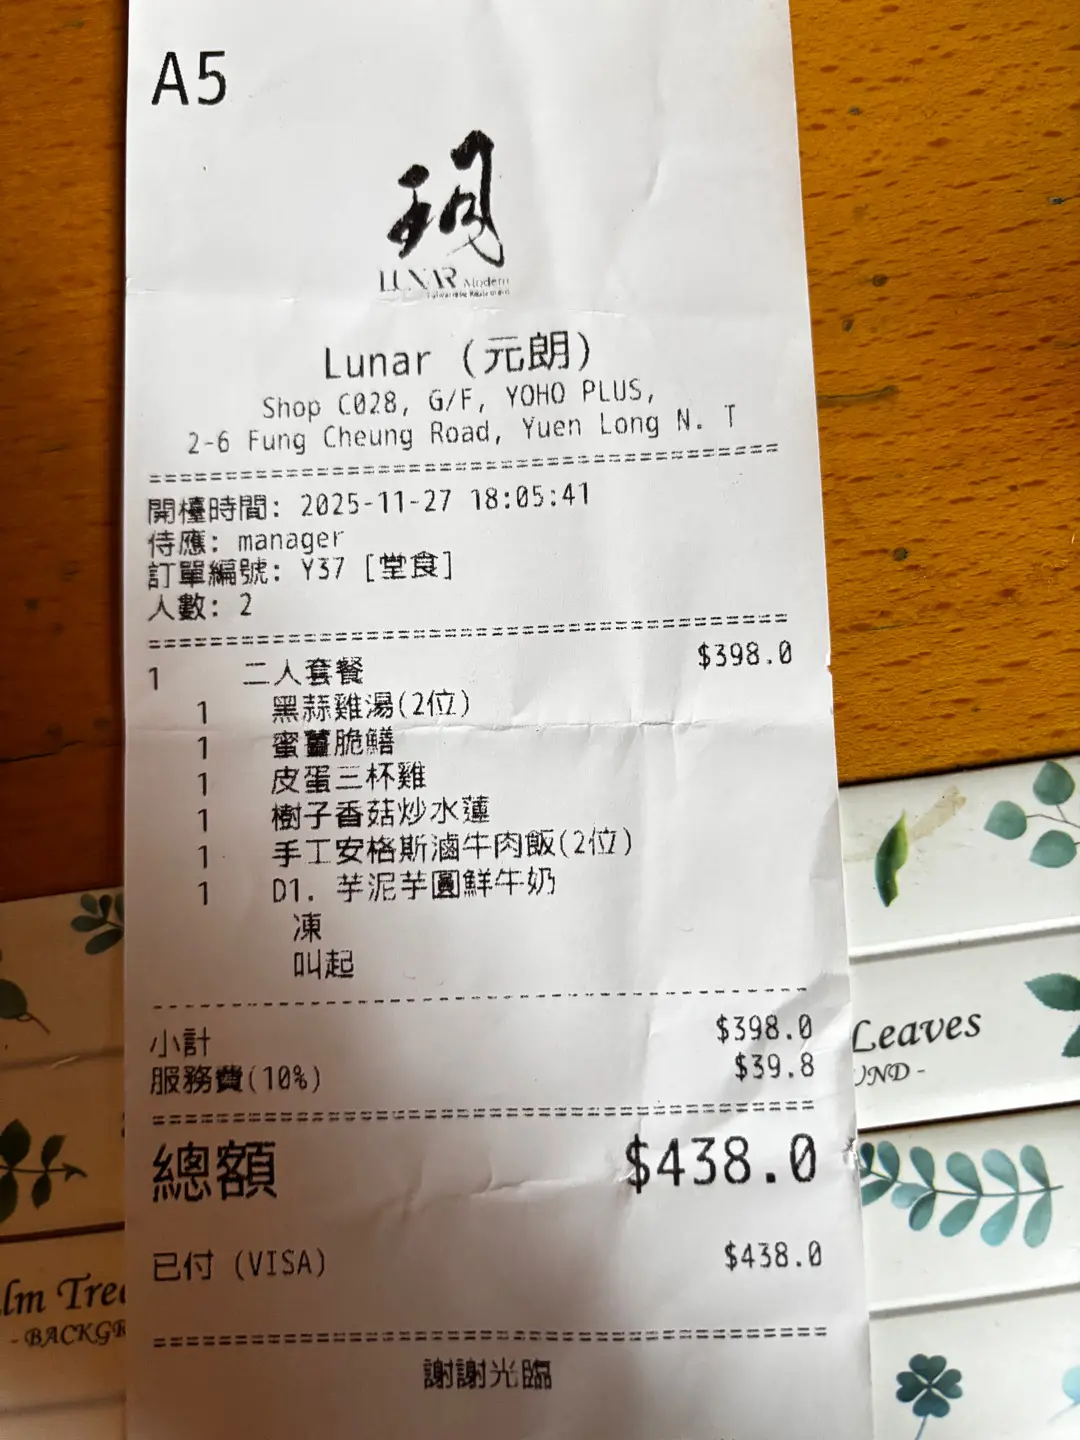 A5
LUNAR Modern
Lunar (元朗)
Shop C028, G/F, YOHO PLUS,
2-6 Fung Cheung Road, Yuen Long N. T
==========================================
開檯時間: 2025-11-27 18:05:41
侍應: manager
訂單編號: Y37 [堂食]
人數: 2
==========================================
1 二人套餐 $398.0
1 黑蒜雞湯(2位)
1 蜜薑脆鱔
1 皮蛋三杯雞
1 樹子香菇炒水蓮
1 手工安格斯滷牛肉飯(2位)
1 D1. 芋泥芋圓鮮牛奶
凍
叫起
------------------------------------------
小計 $398.0
服務費(10%) $39.8
==========================================
總額 $438.0
已付 (VISA) $438.0
==========================================
謝謝光臨
Leaves
UND -
lm Tree
- BACKGR